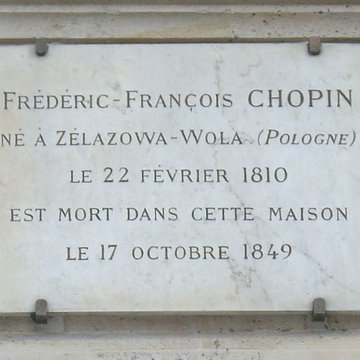 FRÉDÉRIC-FRANÇOIS CHOPIN
NÉ À ZÉLAZOWA-WOLA (POLOGNE)
LE 22 FÉVRIER 1810
EST MORT DANS CETTE MAISON
LE 17 OCTOBRE 1849